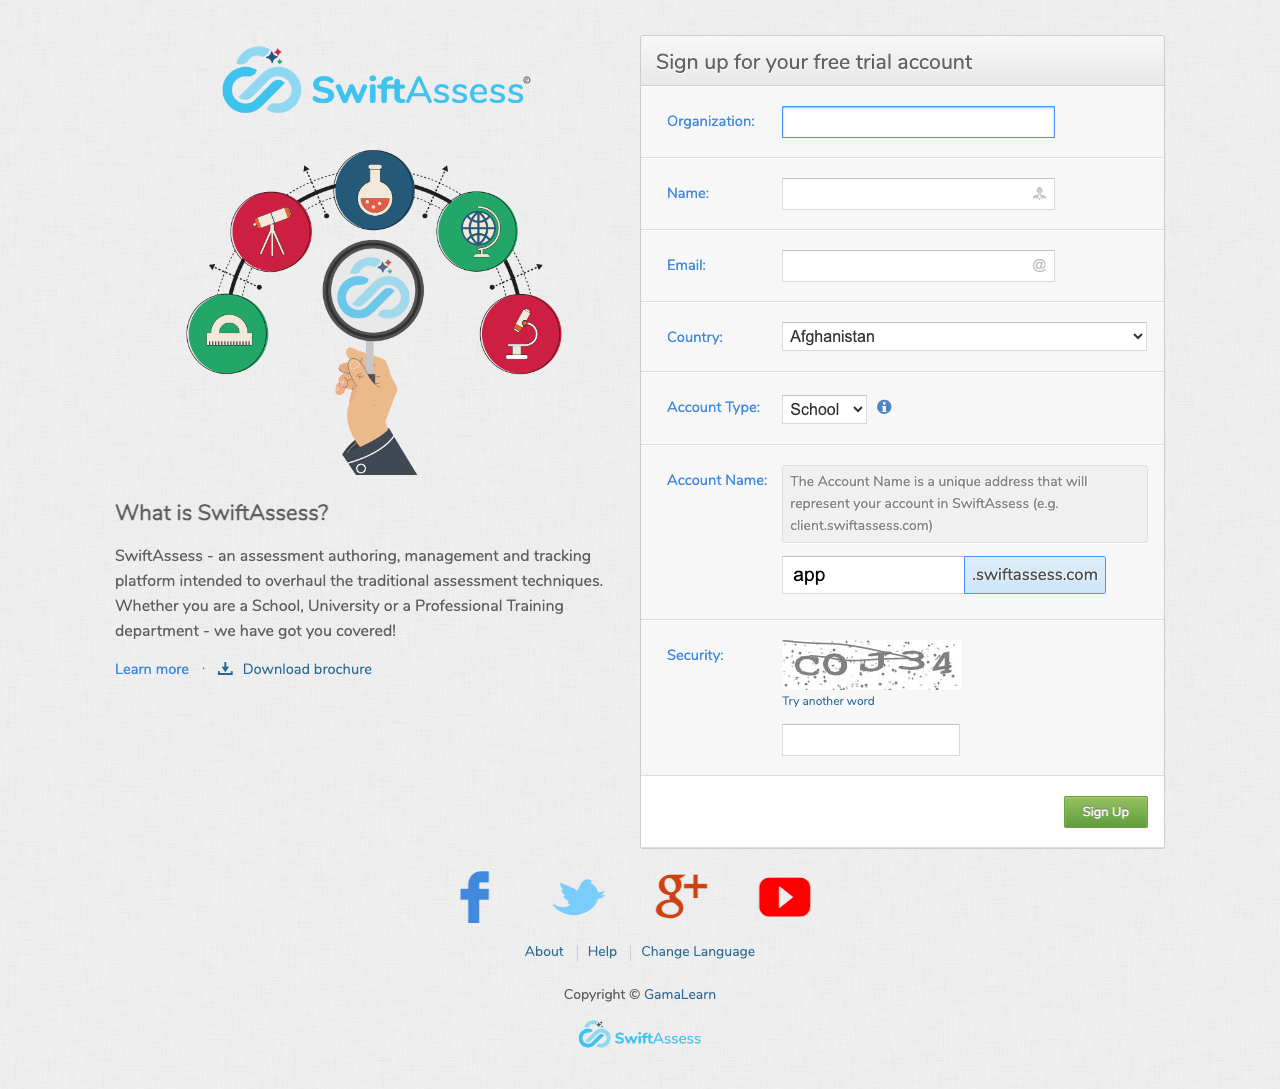 SwiftAssess©
What is SwiftAssess?
SwiftAssess - an assessment authoring, management and tracking
platform intended to overhaul the traditional assessment techniques.
Whether you are a School, University or a Professional Training
department - we have got you covered!
Learn more · Download brochure
Sign up for your free trial account
Organization:
Name:
Email:
@
Country: Afghanistan
Account Type: School
Account Name: The Account Name is a unique address that will
represent your account in SwiftAssess (e.g.
client.swiftassess.com)
app .swiftassess.com
Security: COJ34
Try another word
Sign Up
About Help Change Language
Copyright © GamaLearn
SwiftAssess